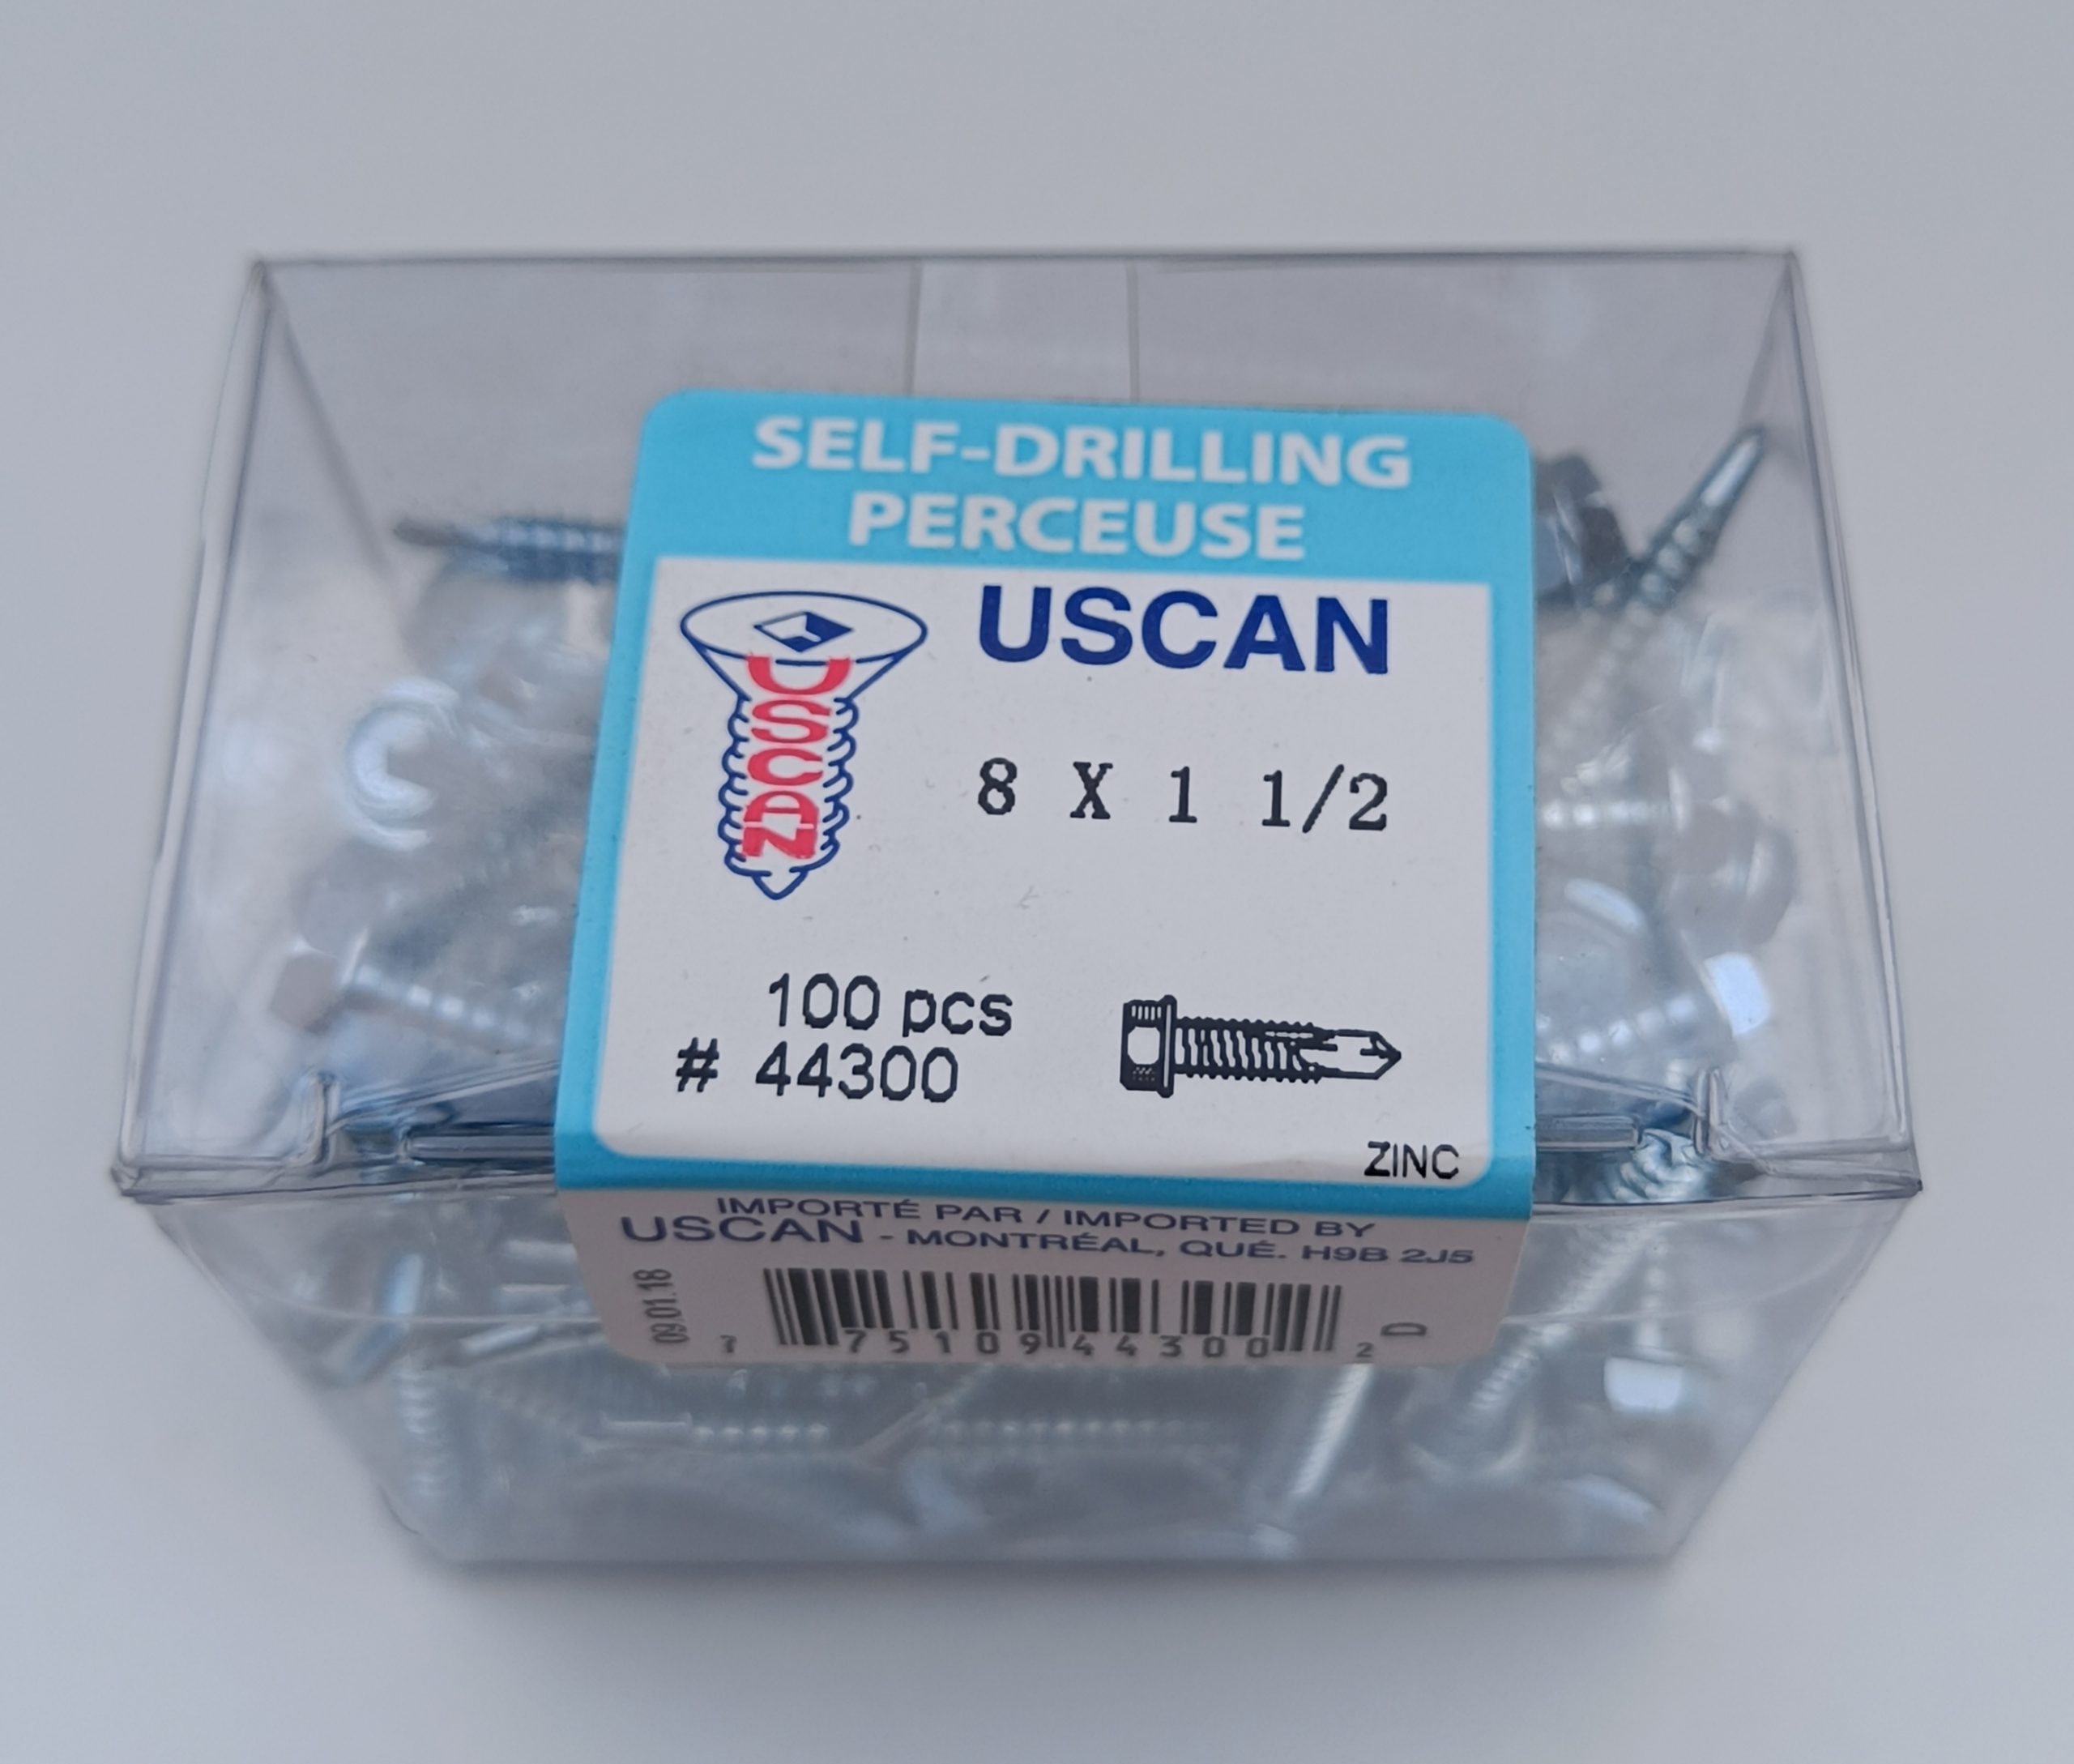 SELF-DRILLING
PERCEUSE
USCAN
USCAN
8 X 1 1/2
100 pcs
# 44300
ZINC
IMPORTÉ PAR / IMPORTED BY
USCAN - MONTRÉAL, QUÉ. H9B 2J5
09.01.18
7 75109 44300 2
D